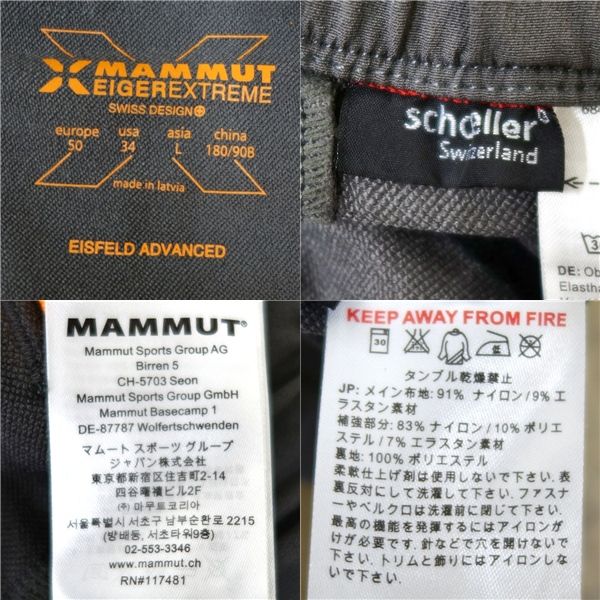 MAMMUT
EIGEREXTREME
SWISS DESIGN
europe usa asia china
50 34 L 180/90B
made in latvia
EISFELD ADVANCED
schoeller®
Switzerland
DE: Ob
Elastha
MAMMUT®
Mammut Sports Group AG
Birren 5
CH-5703 Seon
Mammut Sports Group GmbH
Mammut Basecamp 1
DE-87787 Wolfertschwenden
マムート スポーツ グループ
ジャパン株式会社
東京都新宿区住吉町2-14
四谷曙橋ビル2F
㈜ 마무트코리아
서울특별시 서초구 남부순환로 2215
(방배동, 서초타워9층)
02-553-3346
www.mammut.ch
RN#117481
KEEP AWAY FROM FIRE
30
タンブル乾燥禁止
JP: メイン布地: 91% ナイロン/9% エ
ラスタン素材
補強部分: 83% ナイロン/10% ポリエ
ステル/7% エラスタン素材
裏地: 100% ポリエステル
柔軟仕上げ剤は使用しないで下さい. 表
裏反対にして洗濯して下さい. ファスナ
ーやベルクロは洗濯前に閉じて下さい.
最高の機能を発揮するにはアイロンが
けが必要です. 針などで穴を開けないで
下さい. トリムと飾りにはアイロンしな
いで下さい.